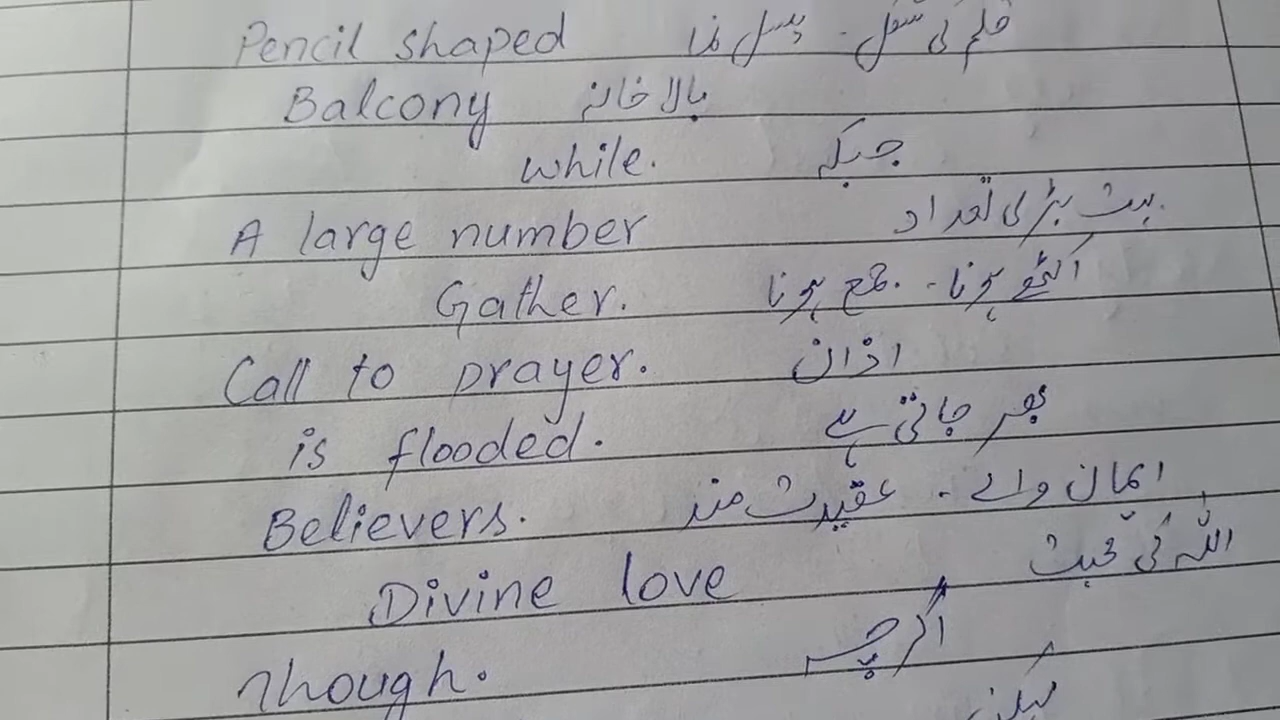 Pencil shaped قلم کی شکل - پنسل نما
Balcony بالاخانہ
while. جبکہ
A large number بہت بڑی تعداد
Gather. اکٹھے ہونا - جمع ہونا
Call to prayer. اذان
is flooded. بھر جاتی ہے
Believers. ایمان والے - عقیدت مند
Divine love اللہ کی محبت
Though. اگرچہ